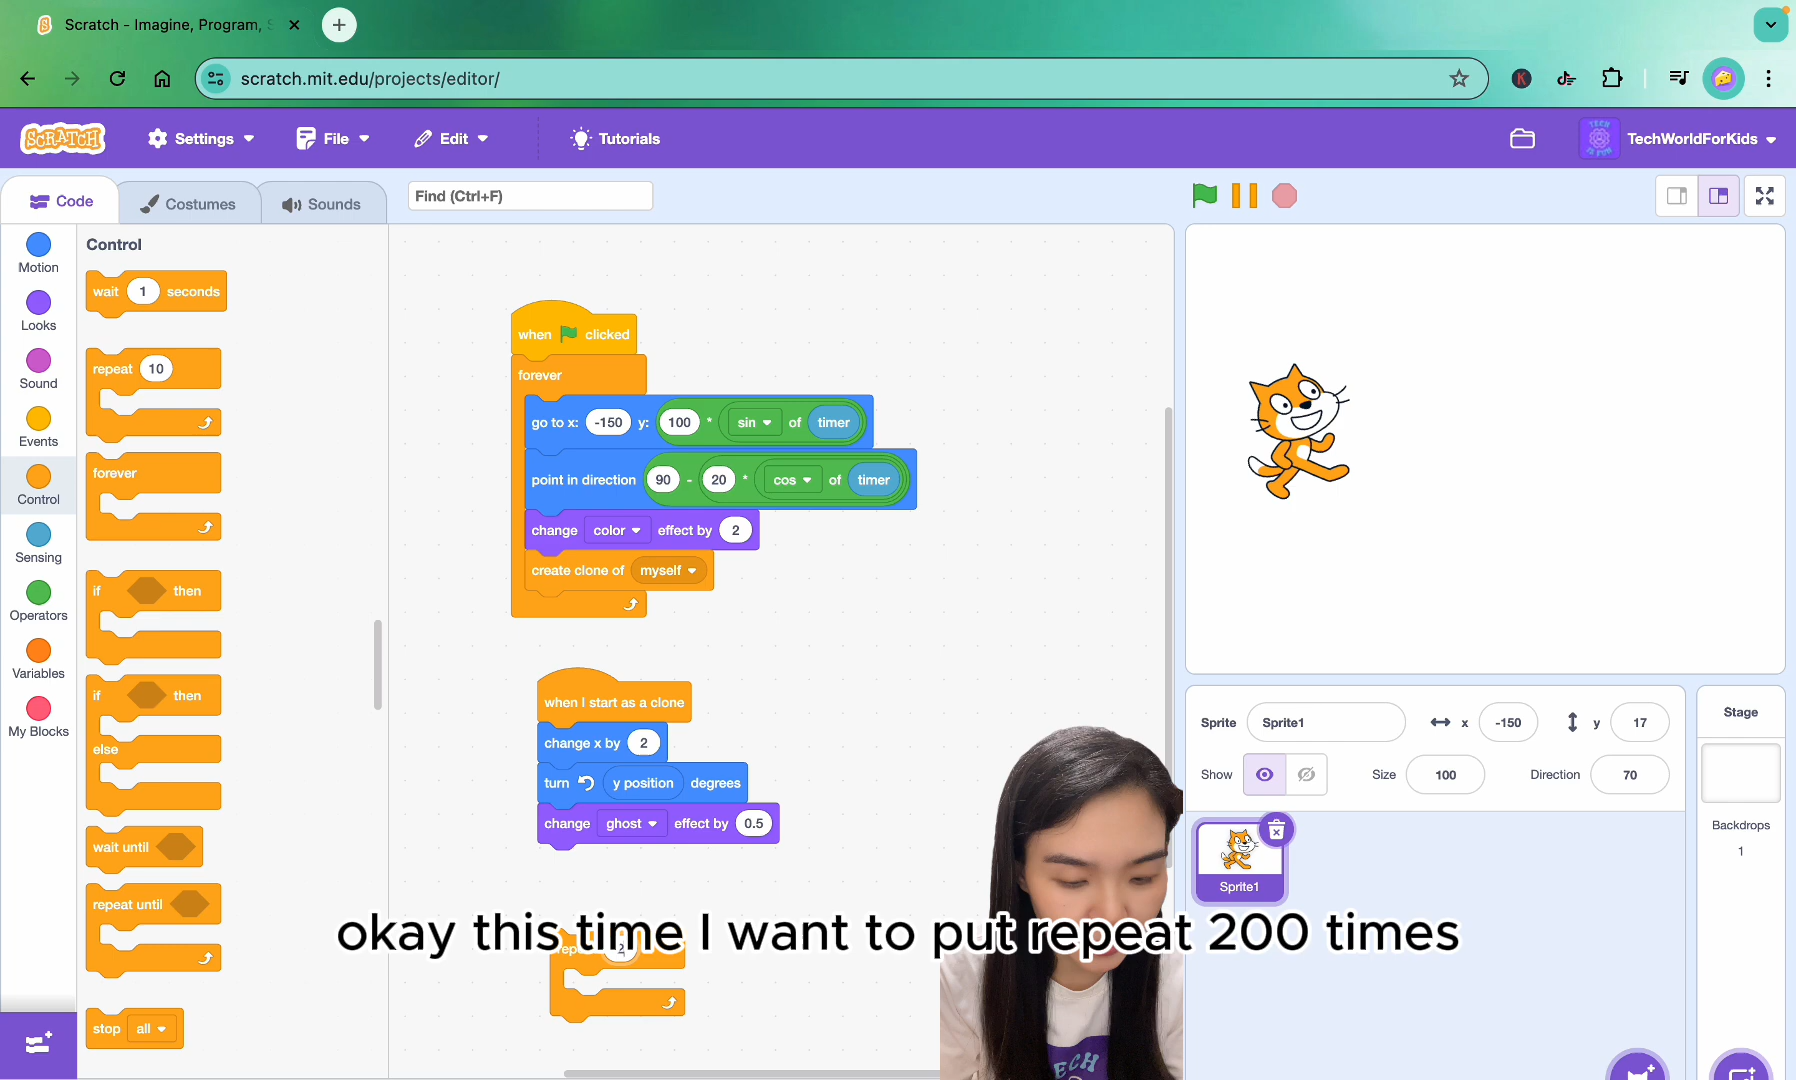 Scratch - Imagine, Program, S
scratch.mit.edu/projects/editor/
SCRATCH
Settings
File
Edit
Tutorials
TechWorldForKids
Code
Costumes
Sounds
Find (Ctrl+F)
Motion
Looks
Sound
Events
Control
Sensing
Operators
Variables
My Blocks
Control
wait 1 seconds
repeat 10
forever
if then
if then
else
wait until
repeat until
stop all
when clicked
forever
go to x: -150 y: 100 * sin of timer
point in direction 90 - 20 * cos of timer
change color effect by 2
create clone of myself
when I start as a clone
change x by 2
turn y position degrees
change ghost effect by 0.5
okay this time I want to put repeat 200 times
Sprite Sprite1 x -150 y 17
Show Size 100 Direction 70
Sprite1
Stage
Backdrops
1